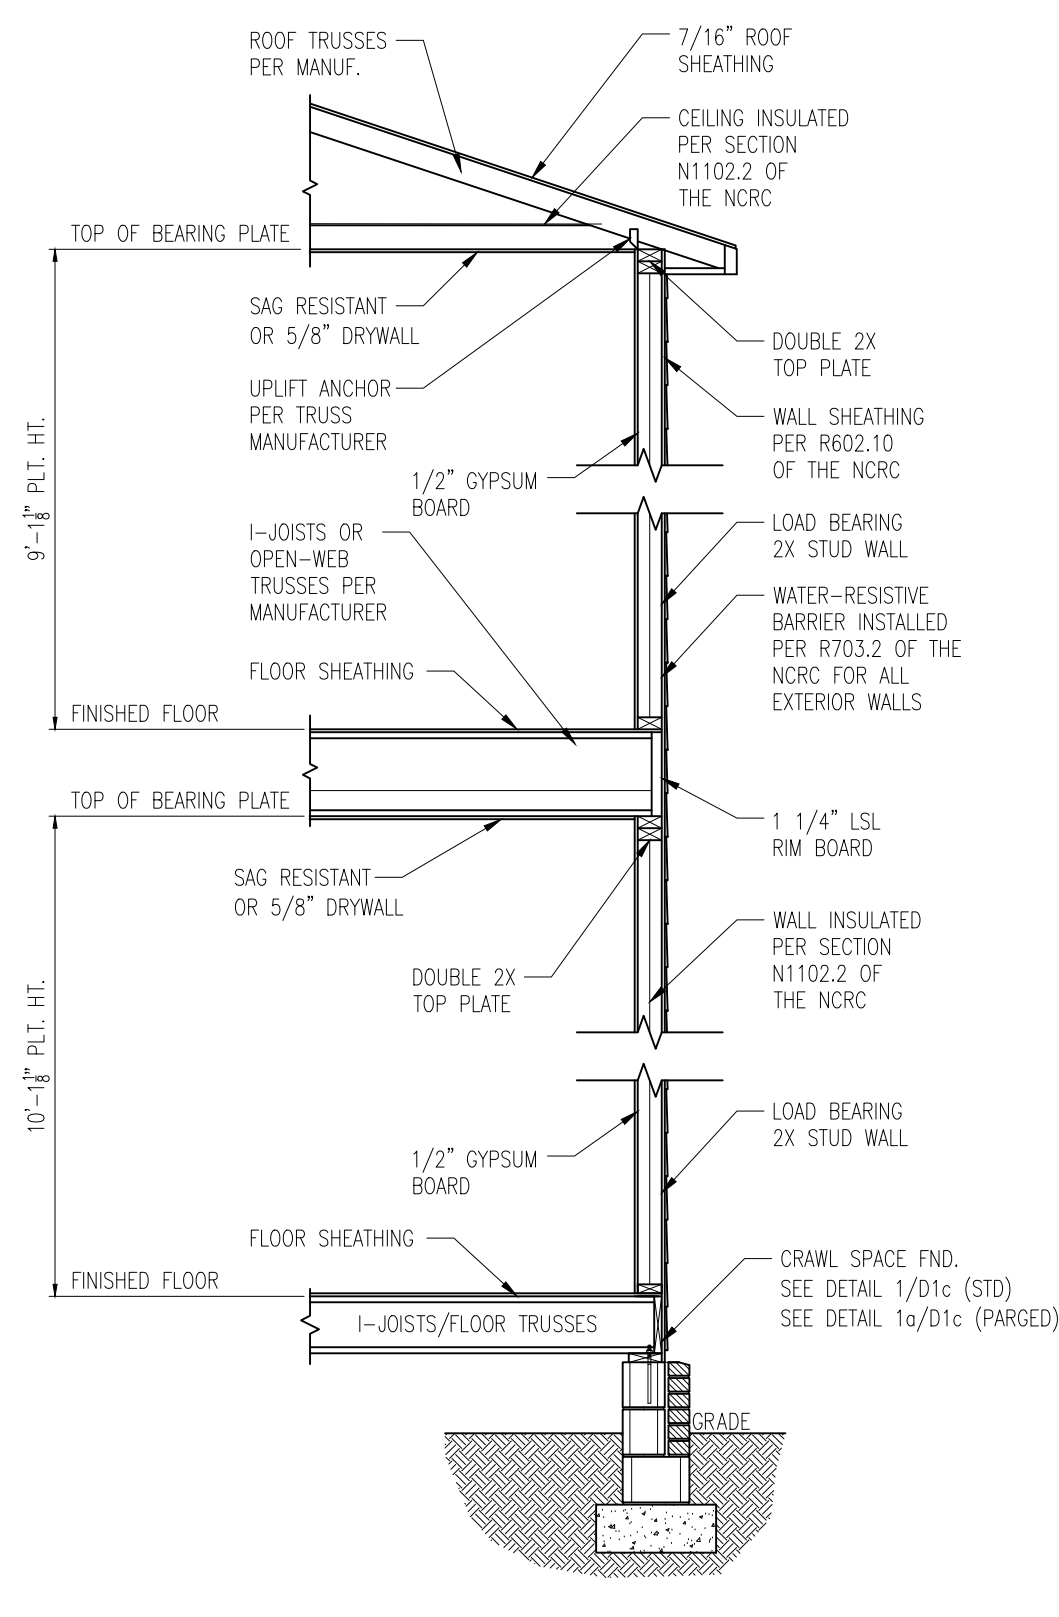 ROOF TRUSSES
PER MANUF.
7/16" ROOF
SHEATHING
CEILING INSULATED
PER SECTION
N1102.2 OF
THE NCRC
TOP OF BEARING PLATE
SAG RESISTANT
OR 5/8" DRYWALL
DOUBLE 2X
TOP PLATE
UPLIFT ANCHOR
PER TRUSS
MANUFACTURER
WALL SHEATHING
PER R602.10
OF THE NCRC
9'-1 1/8" PLT. HT.
1/2" GYPSUM
BOARD
I-JOISTS OR
OPEN-WEB
TRUSSES PER
MANUFACTURER
LOAD BEARING
2X STUD WALL
WATER-RESISTIVE
BARRIER INSTALLED
PER R703.2 OF THE
NCRC FOR ALL
EXTERIOR WALLS
FLOOR SHEATHING
FINISHED FLOOR
TOP OF BEARING PLATE
1 1/4" LSL
RIM BOARD
SAG RESISTANT
OR 5/8" DRYWALL
WALL INSULATED
PER SECTION
N1102.2 OF
THE NCRC
DOUBLE 2X
TOP PLATE
10'-1 1/8" PLT. HT.
LOAD BEARING
2X STUD WALL
1/2" GYPSUM
BOARD
FLOOR SHEATHING
FINISHED FLOOR
CRAWL SPACE FND.
SEE DETAIL 1/D1c (STD)
SEE DETAIL 1a/D1c (PARGED)
I-JOISTS/FLOOR TRUSSES
GRADE